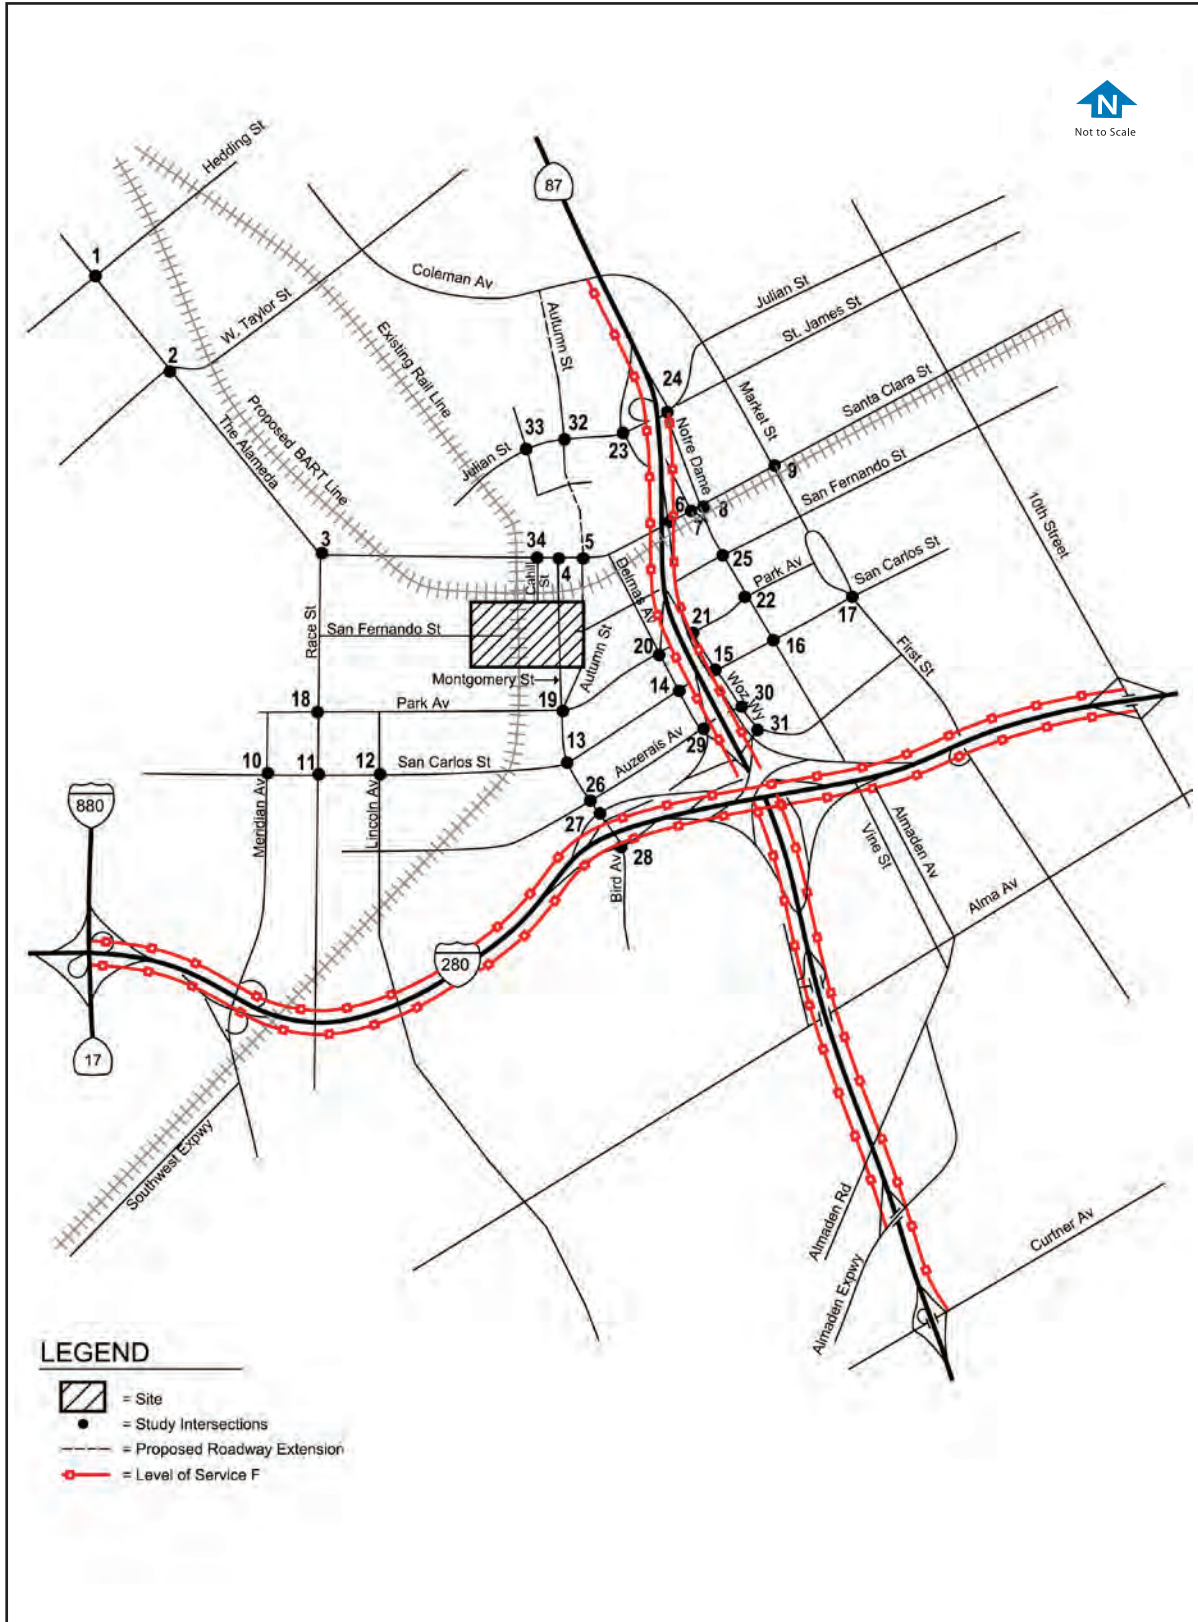 N
Not to Scale
Hedding St
87
1
Coleman Av
W. Taylor St
Julian St
St. James St
Autumn St
Existing Rail Line
2
24
Market St
Santa Clara St
The Alameda
Proposed BART Line
33
32
23
Notre Dame
Julian St
9
San Fernando St
10th Street
6
7
8
3
34
4
5
Cahill St
Delmas Av
25
Park Av
San Carlos St
22
17
Race St
San Fernando St
Autumn St
21
20
15
16
First St
Montgomery St
14
Woz Wy
30
18
Park Av
19
31
29
13
Auzerais Av
10
11
12
San Carlos St
26
27
880
Meridian Av
Lincoln Av
28
Bird Av
Vine St
Almaden Av
Alma Av
280
17
Southwest Expwy
Almaden Rd
Almaden Expwy
Curtner Av
LEGEND
= Site
= Study Intersections
= Proposed Roadway Extension
= Level of Service F